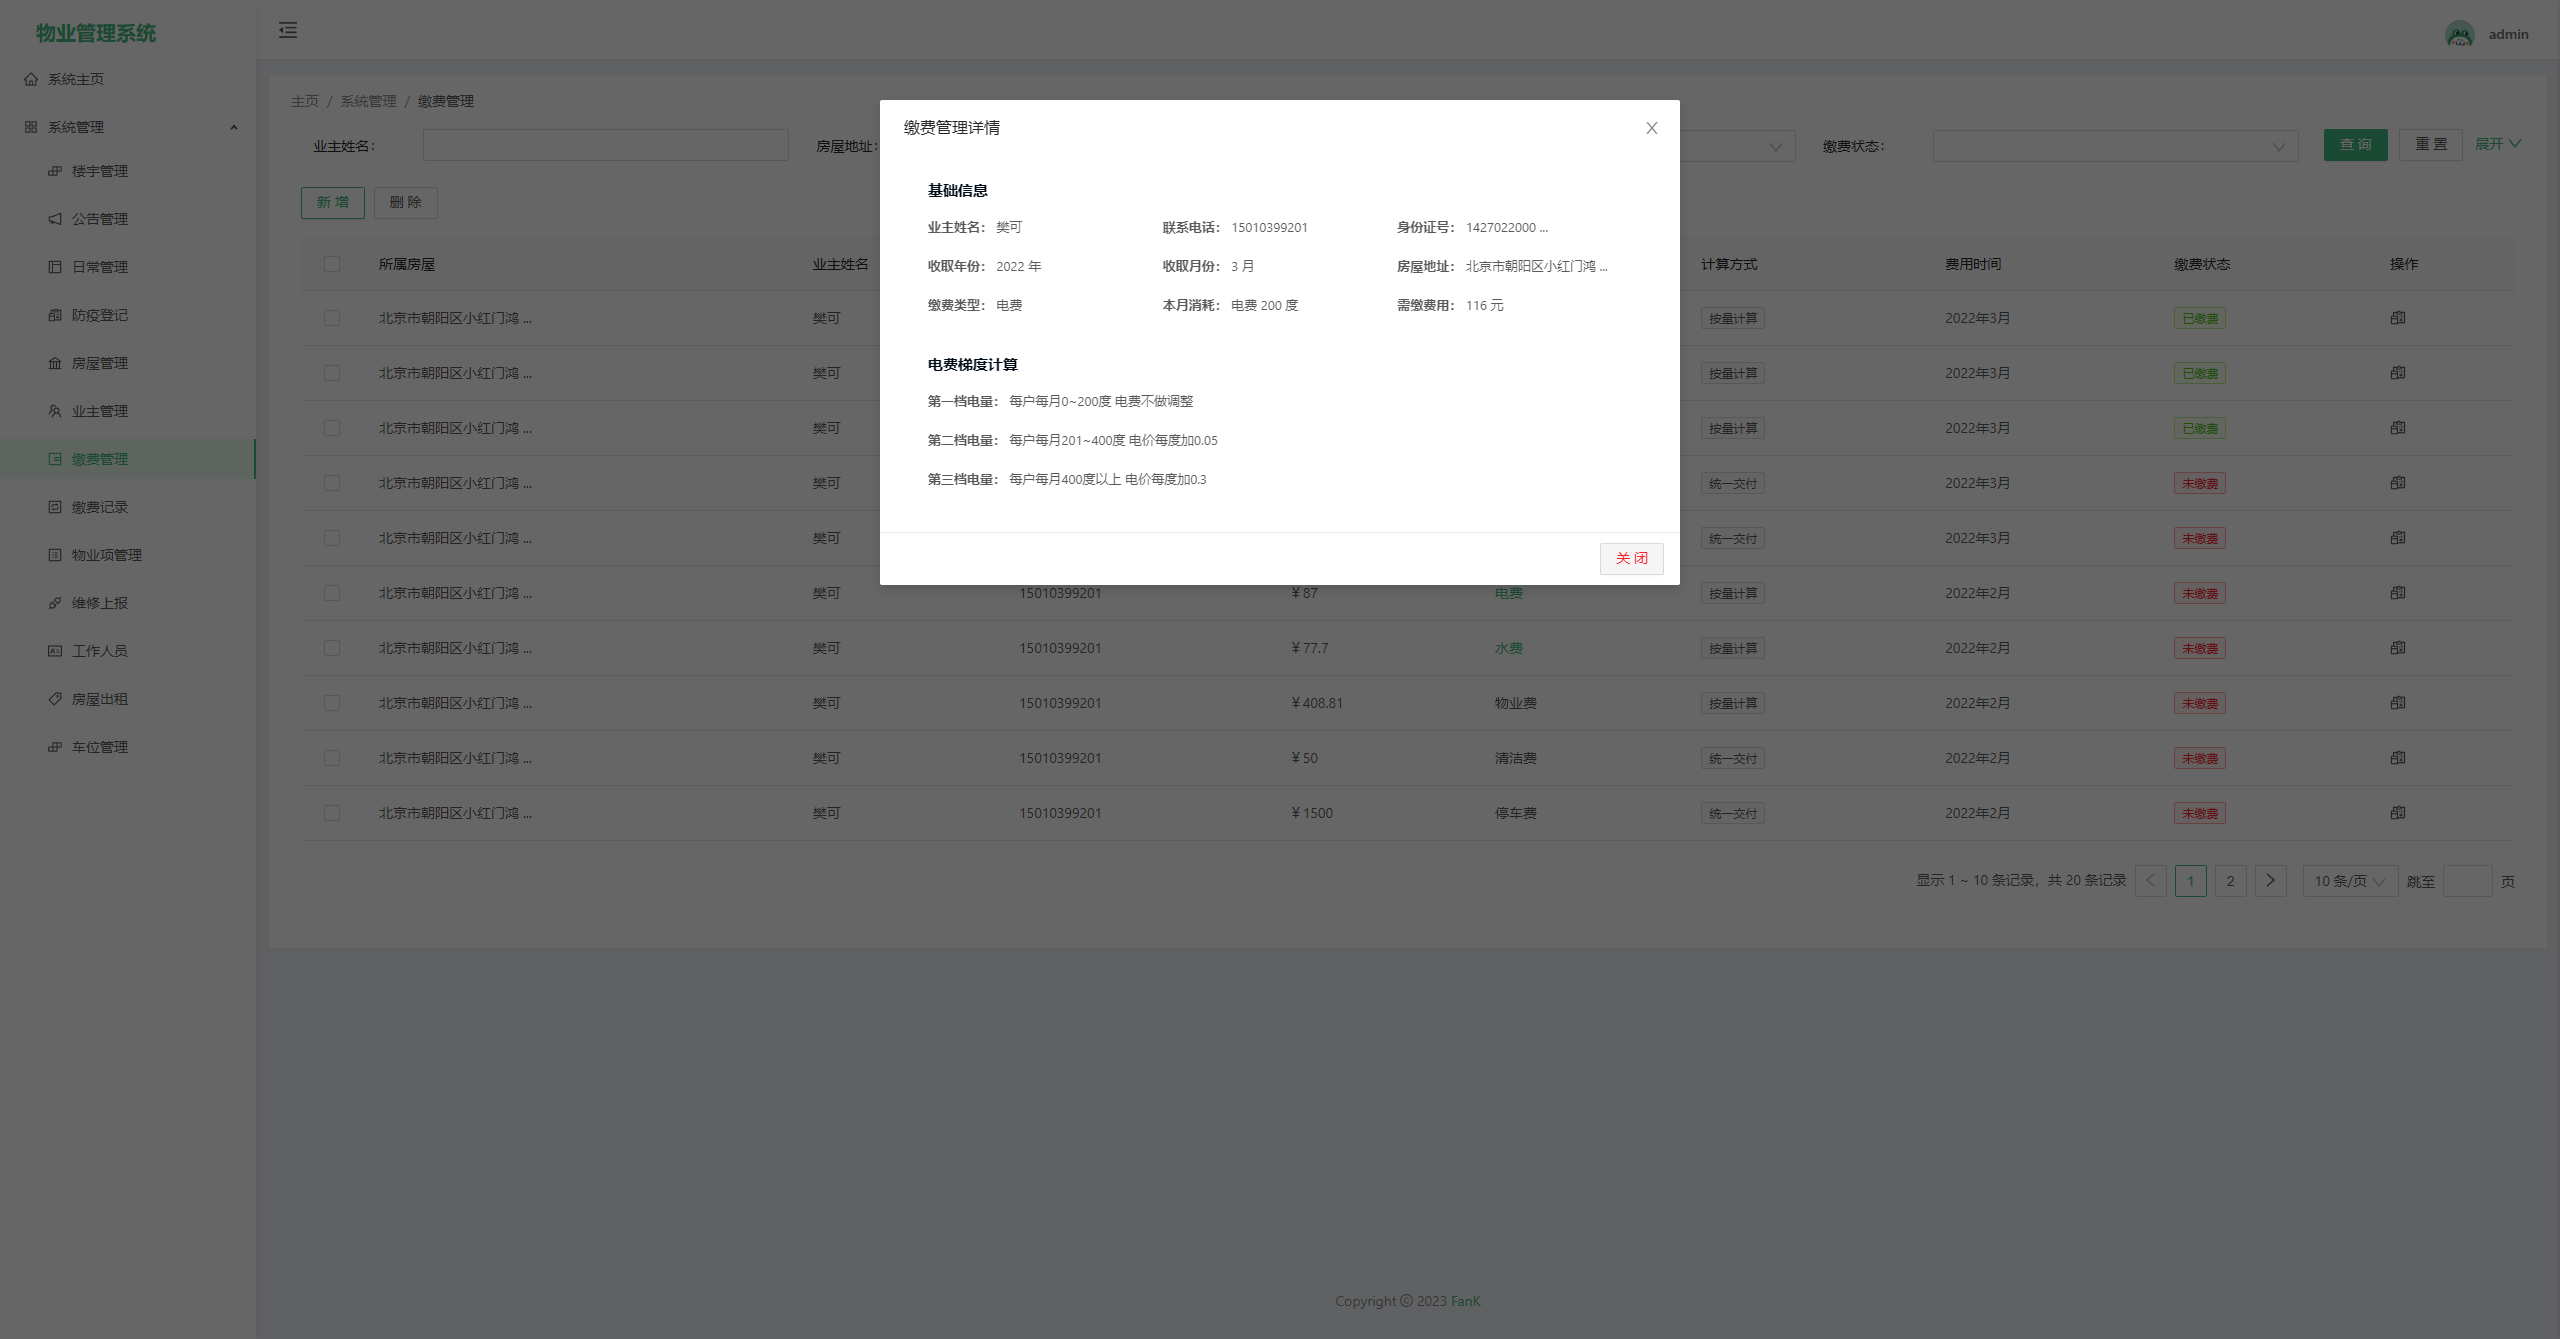 物业管理系统
admin
系统主页
系统管理
楼宇管理
公告管理
日常管理
防疫登记
房屋管理
业主管理
缴费管理
缴费记录
物业项管理
维修上报
工作人员
房屋出租
车位管理
主页 / 系统管理 / 缴费管理
业主姓名: 房屋地址: 缴费状态: 查 询 重 置 展开
新 增 删 除
所属房屋 业主姓名 计算方式 费用时间 缴费状态 操作
北京市朝阳区小红门鸿 ... 樊可 按量计算 2022年3月 已缴费
北京市朝阳区小红门鸿 ... 樊可 按量计算 2022年3月 已缴费
北京市朝阳区小红门鸿 ... 樊可 按量计算 2022年3月 已缴费
北京市朝阳区小红门鸿 ... 樊可 统一交付 2022年3月 未缴费
北京市朝阳区小红门鸿 ... 樊可 统一交付 2022年3月 未缴费
北京市朝阳区小红门鸿 ... 樊可 15010399201 ¥ 87 电费 按量计算 2022年2月 未缴费
北京市朝阳区小红门鸿 ... 樊可 15010399201 ¥ 77.7 水费 按量计算 2022年2月 未缴费
北京市朝阳区小红门鸿 ... 樊可 15010399201 ¥ 408.81 物业费 按量计算 2022年2月 未缴费
北京市朝阳区小红门鸿 ... 樊可 15010399201 ¥ 50 清洁费 统一交付 2022年2月 未缴费
北京市朝阳区小红门鸿 ... 樊可 15010399201 ¥ 1500 停车费 统一交付 2022年2月 未缴费
显示 1 ~ 10 条记录，共 20 条记录 1 2 10 条/页 跳至 页
缴费管理详情
基础信息
业主姓名: 樊可 联系电话: 15010399201 身份证号: 1427022000 ...
收取年份: 2022 年 收取月份: 3 月 房屋地址: 北京市朝阳区小红门鸿 ...
缴费类型: 电费 本月消耗: 电费 200 度 需缴费用: 116 元
电费梯度计算
第一档电量: 每户每月0~200度 电费不做调整
第二档电量: 每户每月201~400度 电价每度加0.05
第三档电量: 每户每月400度以上 电价每度加0.3
关 闭
Copyright © 2023 FanK